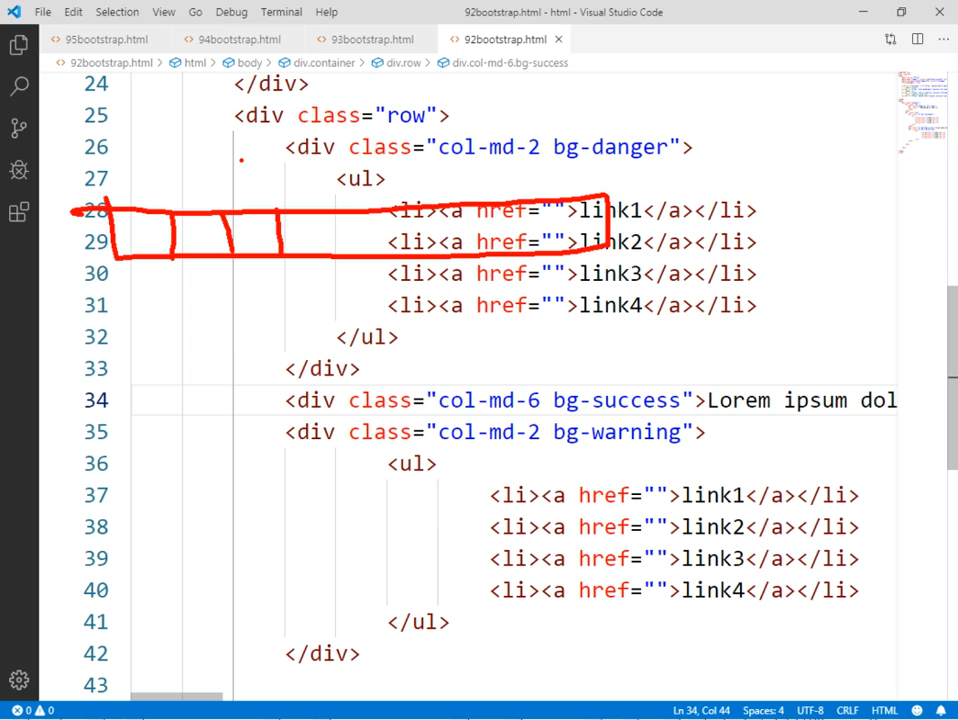 File Edit Selection View Go Debug Terminal Help 92bootstrap.html - html - Visual Studio Code
95bootstrap.html 94bootstrap.html 93bootstrap.html 92bootstrap.html
92bootstrap.html › html › body › div.container › div.row › div.col-md-6.bg-success
24 </div>
25 <div class="row">
26 <div class="col-md-2 bg-danger">
27 <ul>
28 <li><a href="">link1</a></li>
29 <li><a href="">link2</a></li>
30 <li><a href="">link3</a></li>
31 <li><a href="">link4</a></li>
32 </ul>
33 </div>
34 <div class="col-md-6 bg-success">Lorem ipsum dol
35 <div class="col-md-2 bg-warning">
36 <ul>
37 <li><a href="">link1</a></li>
38 <li><a href="">link2</a></li>
39 <li><a href="">link3</a></li>
40 <li><a href="">link4</a></li>
41 </ul>
42 </div>
43
0 0 Ln 34, Col 44 Spaces: 4 UTF-8 CRLF HTML